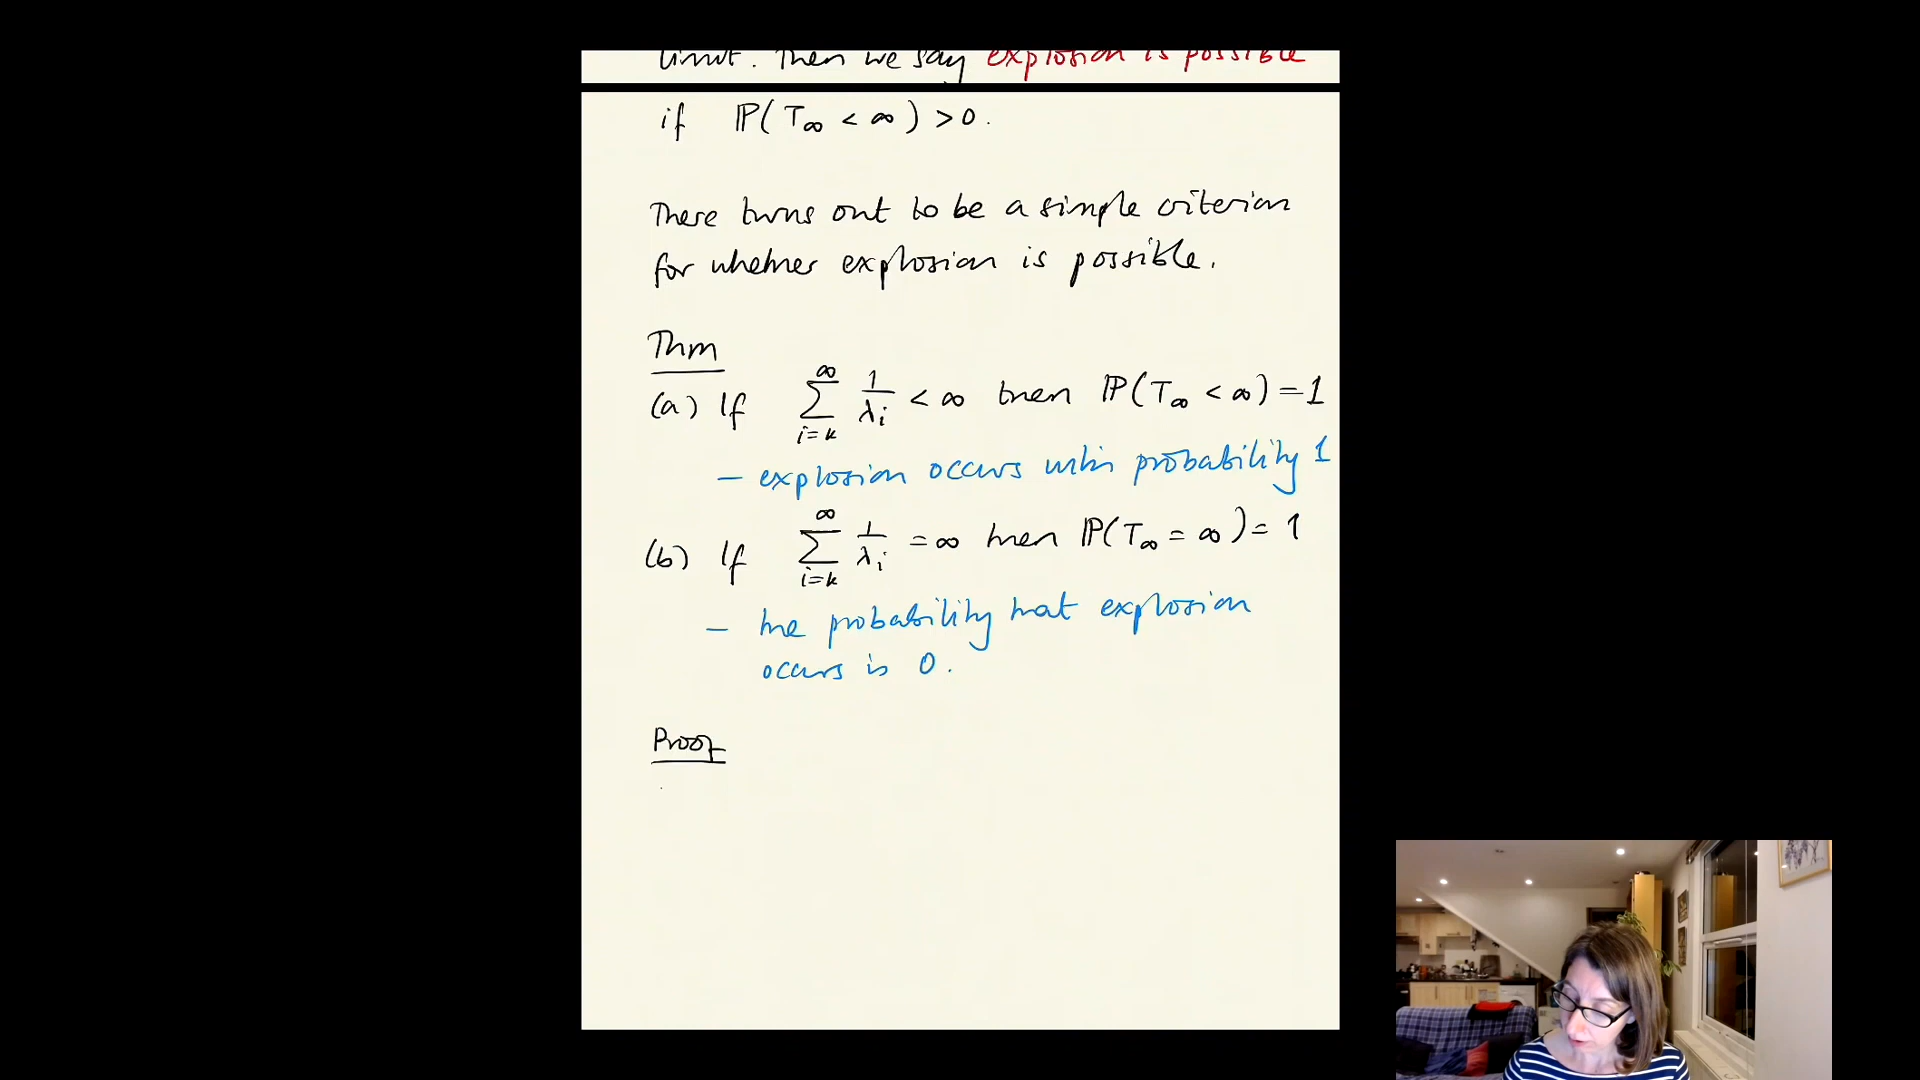 limit. Then we say explosion is possible
if ℙ(T∞ < ∞) > 0.
There turns out to be a simple criterion
for whether explosion is possible.
Thm
(a) If ∑_{i=k}^{∞} 1/λ_i < ∞ then ℙ(T∞ < ∞) = 1
– explosion occurs with probability 1
(b) If ∑_{i=k}^{∞} 1/λ_i = ∞ then ℙ(T∞ = ∞) = 1
– the probability that explosion
occurs is 0.
Proof